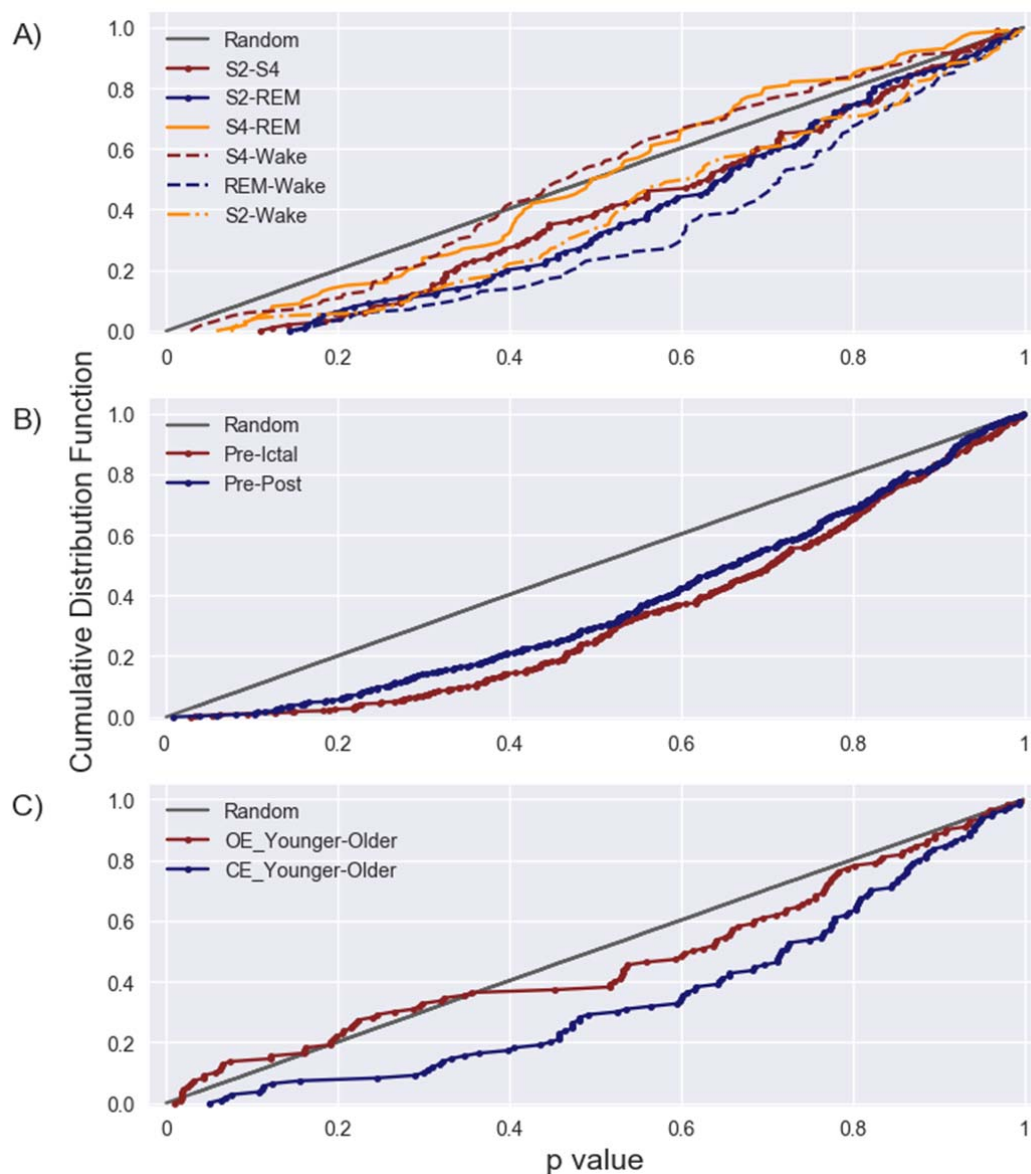 A)
1.0
0.8
0.6
0.4
0.2
0.0
Random
S2-S4
S2-REM
S4-REM
S4-Wake
REM-Wake
S2-Wake
0 0.2 0.4 0.6 0.8 1
Cumulative Distribution Function
B)
1.0
0.8
0.6
0.4
0.2
0.0
Random
Pre-Ictal
Pre-Post
0 0.2 0.4 0.6 0.8 1
C)
1.0
0.8
0.6
0.4
0.2
0.0
Random
OE_Younger-Older
CE_Younger-Older
0 0.2 0.4 0.6 0.8 1
p value